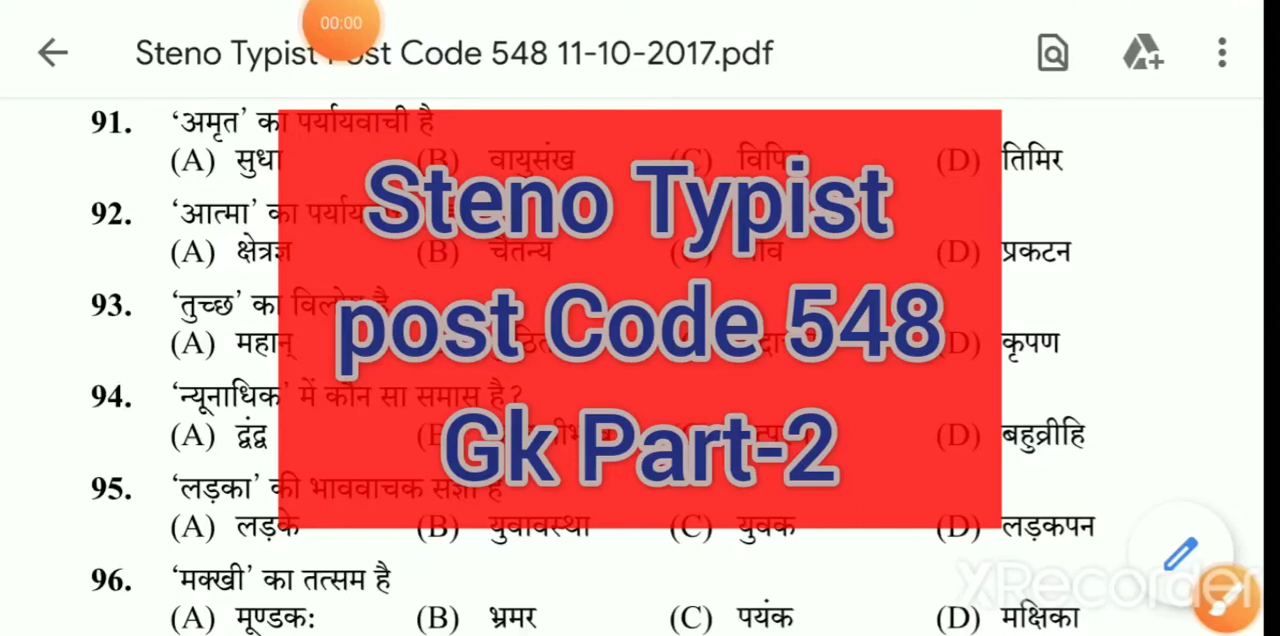 00:00
Steno Typist Post Code 548 11-10-2017.pdf
91. 'अमृत' का पर्यायवाची है
(A) सुधा (B) वायुसंख (C) विपिन (D) तिमिर
Steno Typist
92. 'आत्मा' का पर्याय
(A) क्षेत्रज्ञ (B) चैतन्य (C) (D) प्रकटन
93. 'तुच्छ' का विलोम है
post Code 548
(A) महान् (D) कृपण
94. 'न्यूनाधिक' में कौन सा समास है?
(A) द्वंद्व (D) बहुव्रीहि
Gk Part-2
95. 'लड़का' की भाववाचक संज्ञा है
(A) लड़के (B) युवावस्था (C) युवक (D) लड़कपन
96. 'मक्खी' का तत्सम है
(A) मूण्डक: (B) भ्रमर (C) पयंक (D) मक्षिका
XRecorder